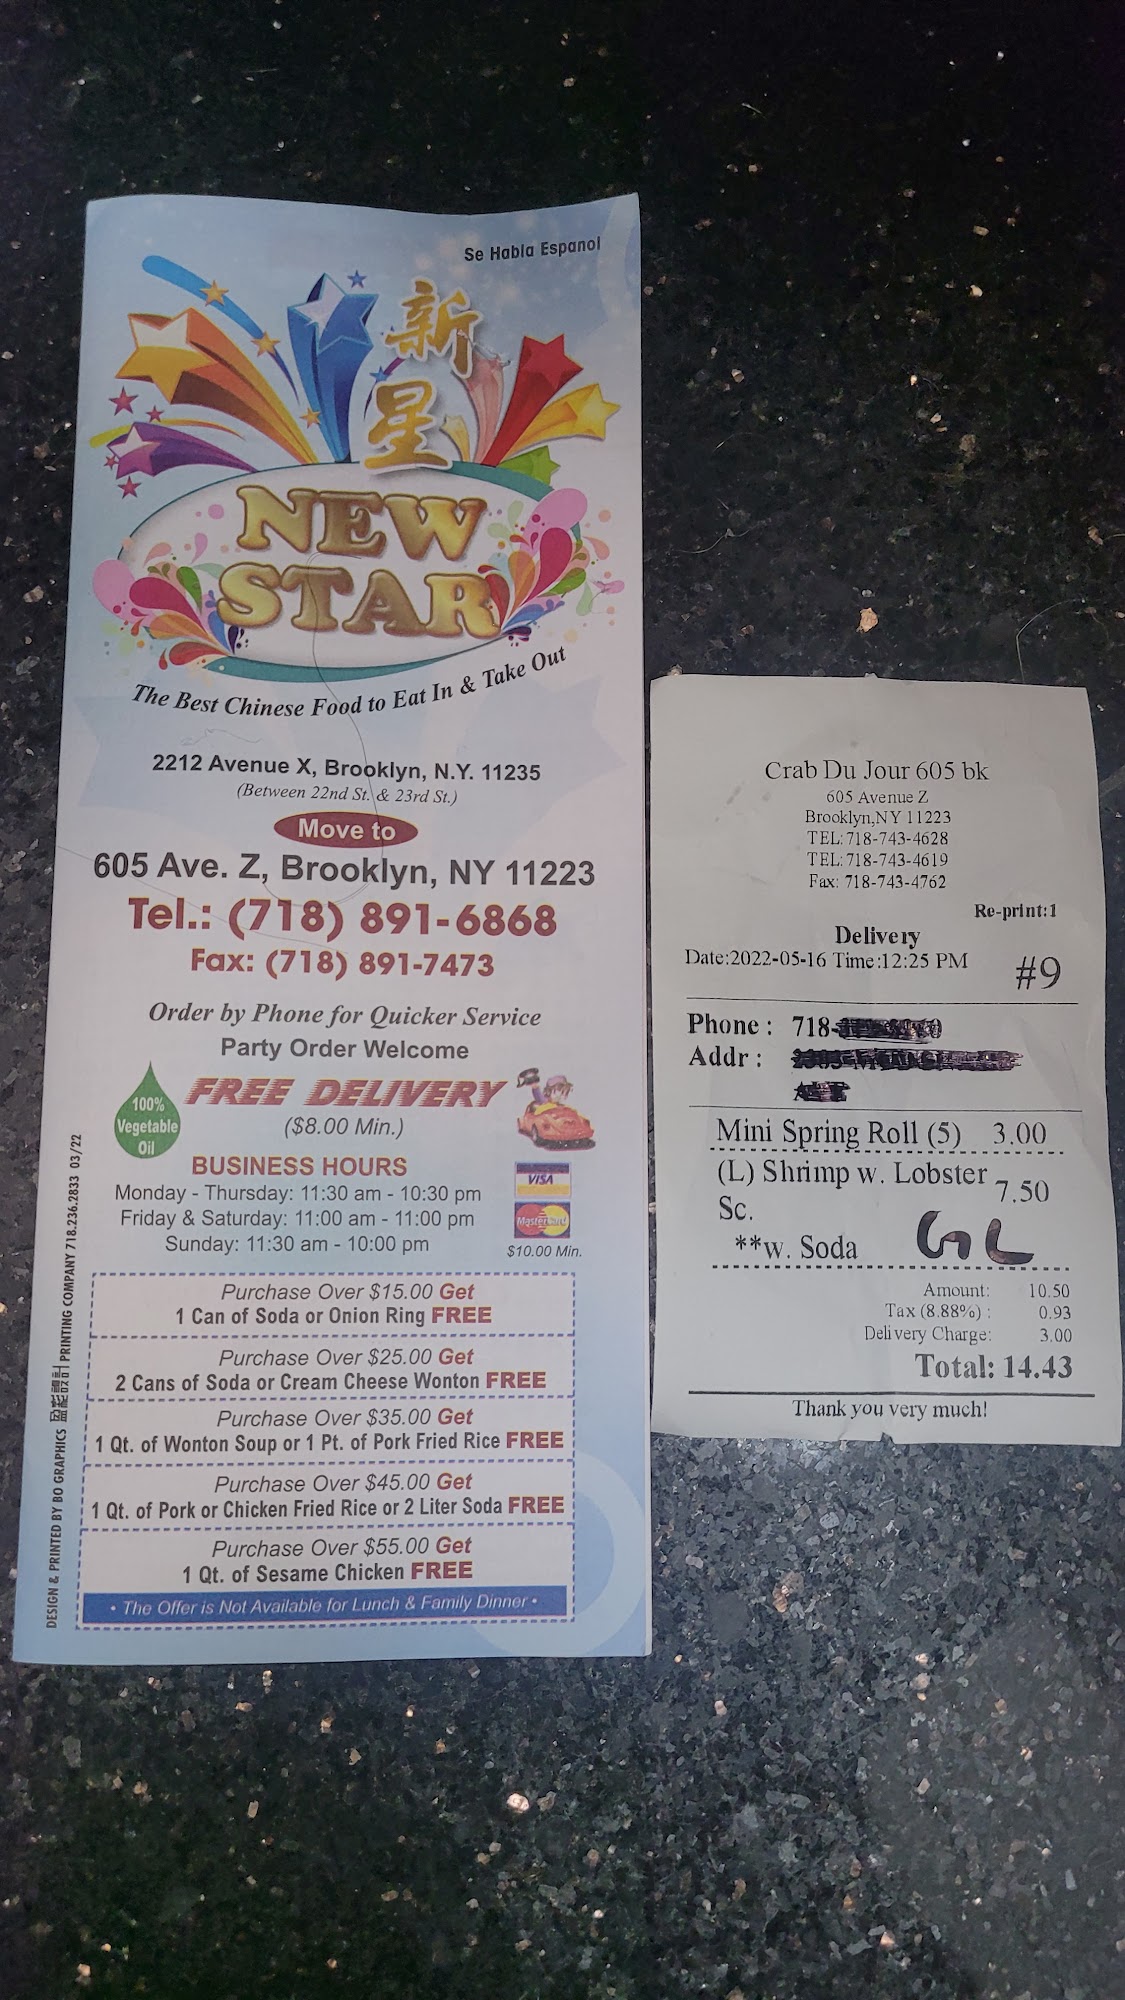 Se Habla Espanol
新
星
NEW
STAR
The Best Chinese Food to Eat In & Take Out
2212 Avenue X, Brooklyn, N.Y. 11235
(Between 22nd St. & 23rd St.)
Move to
605 Ave. Z, Brooklyn, NY 11223
Tel.: (718) 891-6868
Fax: (718) 891-7473
Order by Phone for Quicker Service
Party Order Welcome
100%
Vegetable
Oil
FREE DELIVERY
($8.00 Min.)
BUSINESS HOURS
Monday - Thursday: 11:30 am - 10:30 pm
Friday & Saturday: 11:00 am - 11:00 pm
Sunday: 11:30 am - 10:00 pm
VISA
MasterCard
$10.00 Min.
Purchase Over $15.00 Get
1 Can of Soda or Onion Ring FREE
Purchase Over $25.00 Get
2 Cans of Soda or Cream Cheese Wonton FREE
Purchase Over $35.00 Get
1 Qt. of Wonton Soup or 1 Pt. of Pork Fried Rice FREE
Purchase Over $45.00 Get
1 Qt. of Pork or Chicken Fried Rice or 2 Liter Soda FREE
Purchase Over $55.00 Get
1 Qt. of Sesame Chicken FREE
• The Offer is Not Available for Lunch & Family Dinner •
DESIGN & PRINTED BY BO GRAPHICS PRINTING COMPANY 718.236.2833 03/22
Crab Du Jour 605 bk
605 Avenue Z
Brooklyn,NY 11223
TEL:718-743-4628
TEL:718-743-4619
Fax: 718-743-4762
Re-print:1
Delivery
Date:2022-05-16 Time:12:25 PM
#9
Phone : 718-
Addr :
Mini Spring Roll (5) 3.00
(L) Shrimp w. Lobster 7.50
Sc.
**w. Soda GL
Amount: 10.50
Tax (8.88%) : 0.93
Delivery Charge: 3.00
Total: 14.43
Thank you very much!